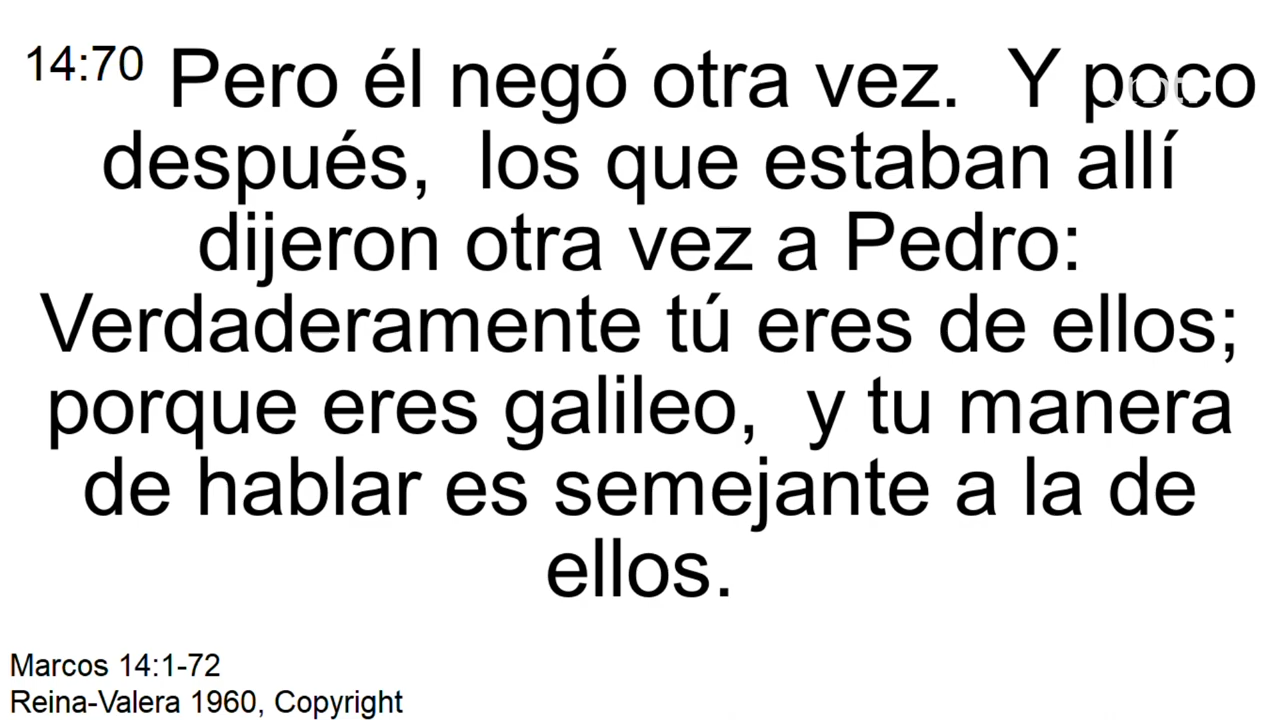 14:70 Pero él negó otra vez.  Y poco
después,  los que estaban allí
dijeron otra vez a Pedro:
Verdaderamente tú eres de ellos;
porque eres galileo,  y tu manera
de hablar es semejante a la de
ellos.
Marcos 14:1-72
Reina-Valera 1960, Copyright